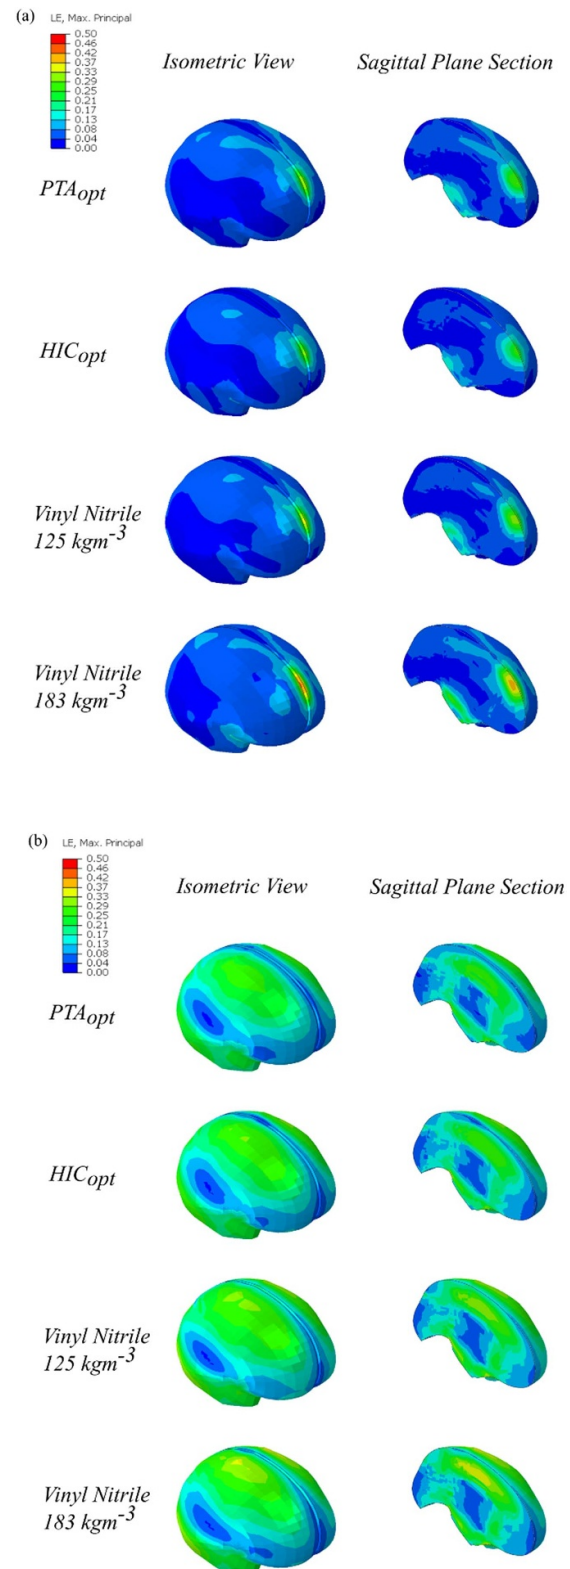 (a)
LE, Max. Principal
0.50
0.46
0.42
0.37
0.33
0.29
0.25
0.21
0.17
0.13
0.08
0.04
0.00
Isometric View
Sagittal Plane Section
PTAopt
HICopt
Vinyl Nitrile
125 kgm-3
Vinyl Nitrile
183 kgm-3
(b)
LE, Max. Principal
0.50
0.46
0.42
0.37
0.33
0.29
0.25
0.21
0.17
0.13
0.08
0.04
0.00
Isometric View
Sagittal Plane Section
PTAopt
HICopt
Vinyl Nitrile
125 kgm-3
Vinyl Nitrile
183 kgm-3